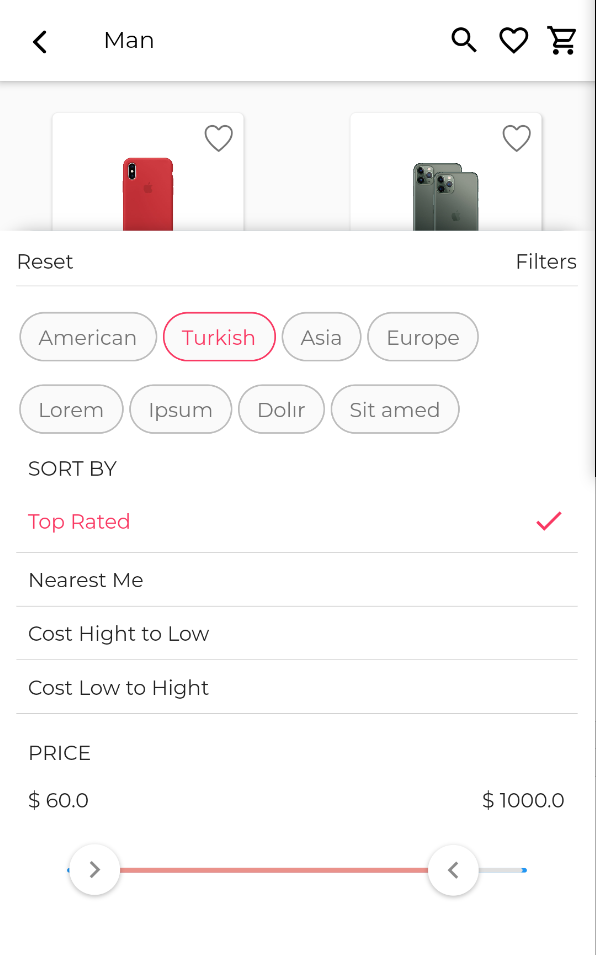 Man
Reset Filters
American Turkish Asia Europe
Lorem Ipsum Dolır Sit amed
SORT BY
Top Rated
Nearest Me
Cost Hight to Low
Cost Low to Hight
PRICE
$ 60.0 $ 1000.0